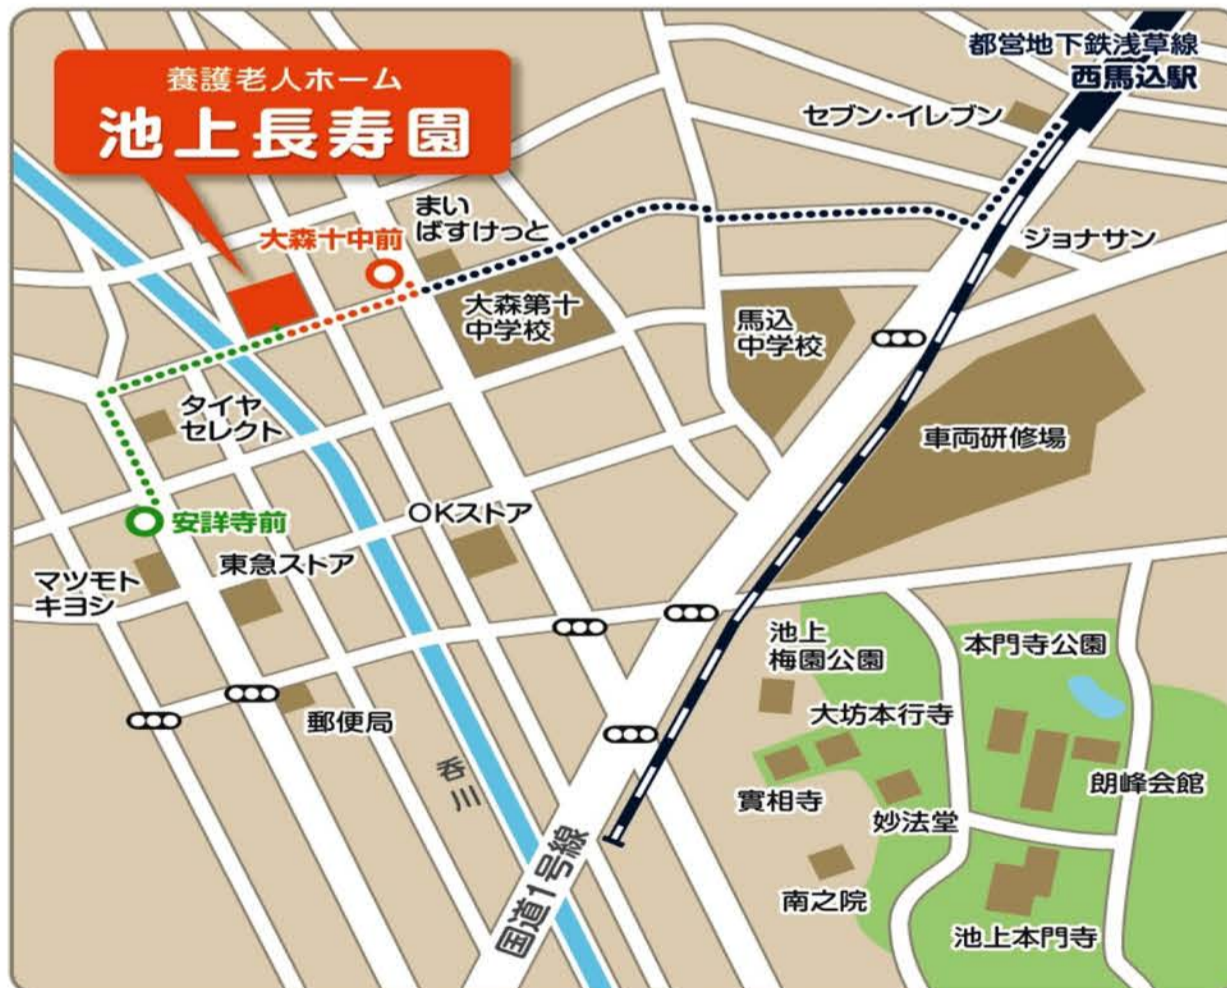 都営地下鉄浅草線
西馬込駅
養護老人ホーム
池上長寿園
セブン・イレブン
まい
ばすけっと
大森十中前
ジョナサン
大森第十
中学校
馬込
中学校
タイヤ
セレクト
車両研修場
安詳寺前
OKストア
東急ストア
マツモト
キヨシ
池上
梅園公園
本門寺公園
大坊本行寺
郵便局
呑川
朗峰会館
實相寺
妙法堂
国道1号線
南之院
池上本門寺